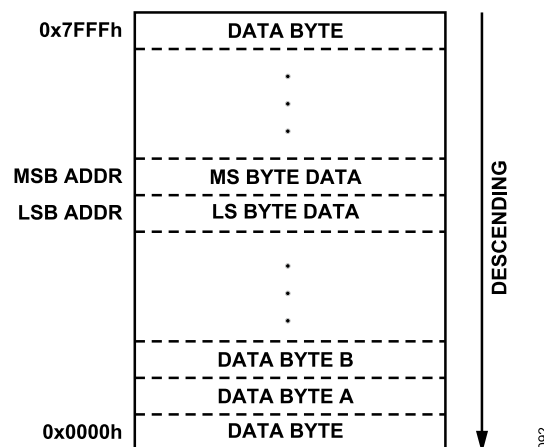 0x7FFFh DATA BYTE
MSB ADDR MS BYTE DATA
LSB ADDR LS BYTE DATA
DESCENDING
DATA BYTE B
DATA BYTE A
0x0000h DATA BYTE